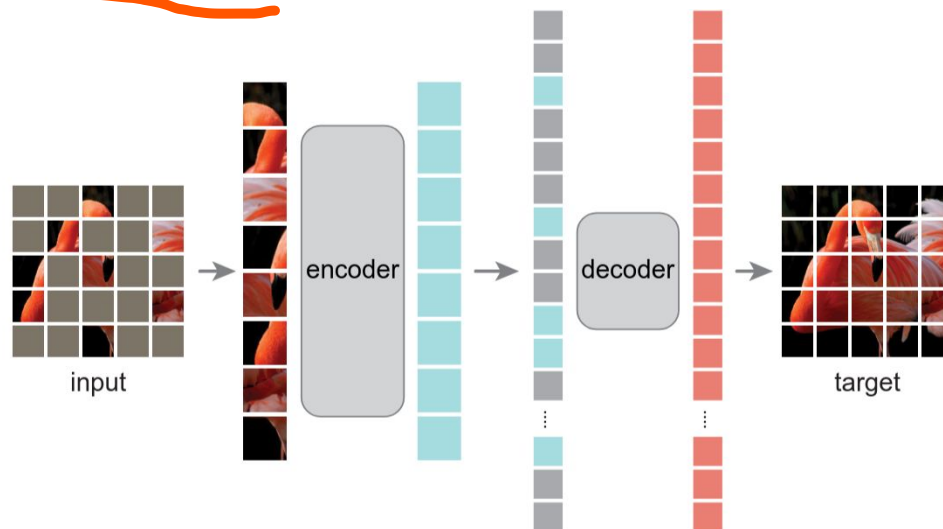 encoder
decoder
input
target